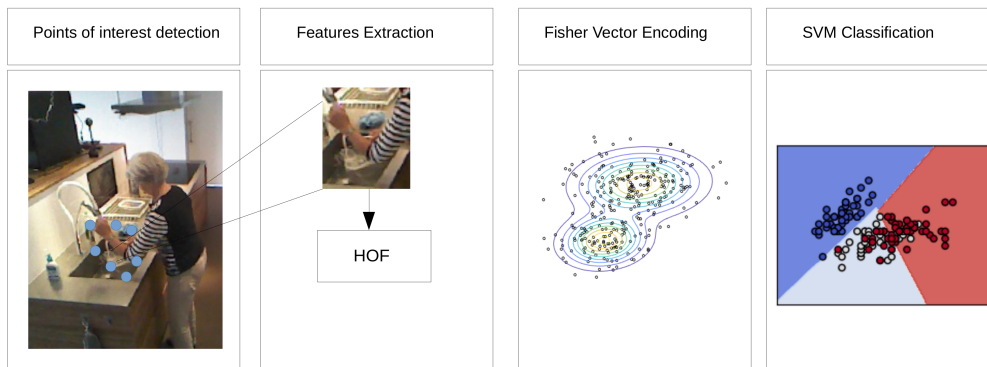 Points of interest detection
Features Extraction
Fisher Vector Encoding
SVM Classification
HOF